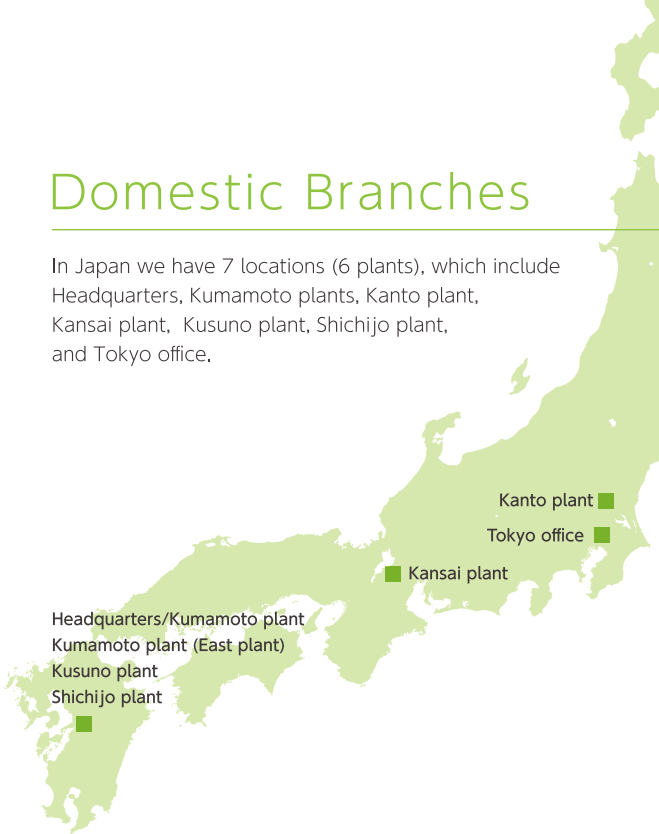 Domestic Branches
In Japan we have 7 locations (6 plants), which include
Headquarters, Kumamoto plants, Kanto plant,
Kansai plant,  Kusuno plant, Shichijo plant,
and Tokyo office.
Kanto plant
Tokyo office
Kansai plant
Headquarters/Kumamoto plant
Kumamoto plant (East plant)
Kusuno plant
Shichijo plant